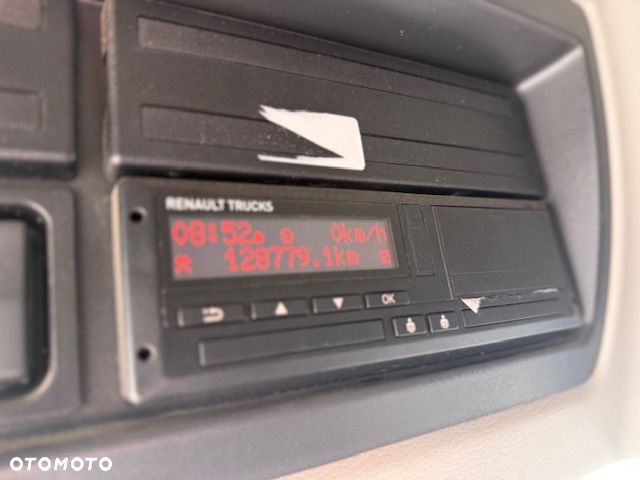 RENAULT TRUCKS
08:52 0km/h
128779.1km
OK
OTOMOTO